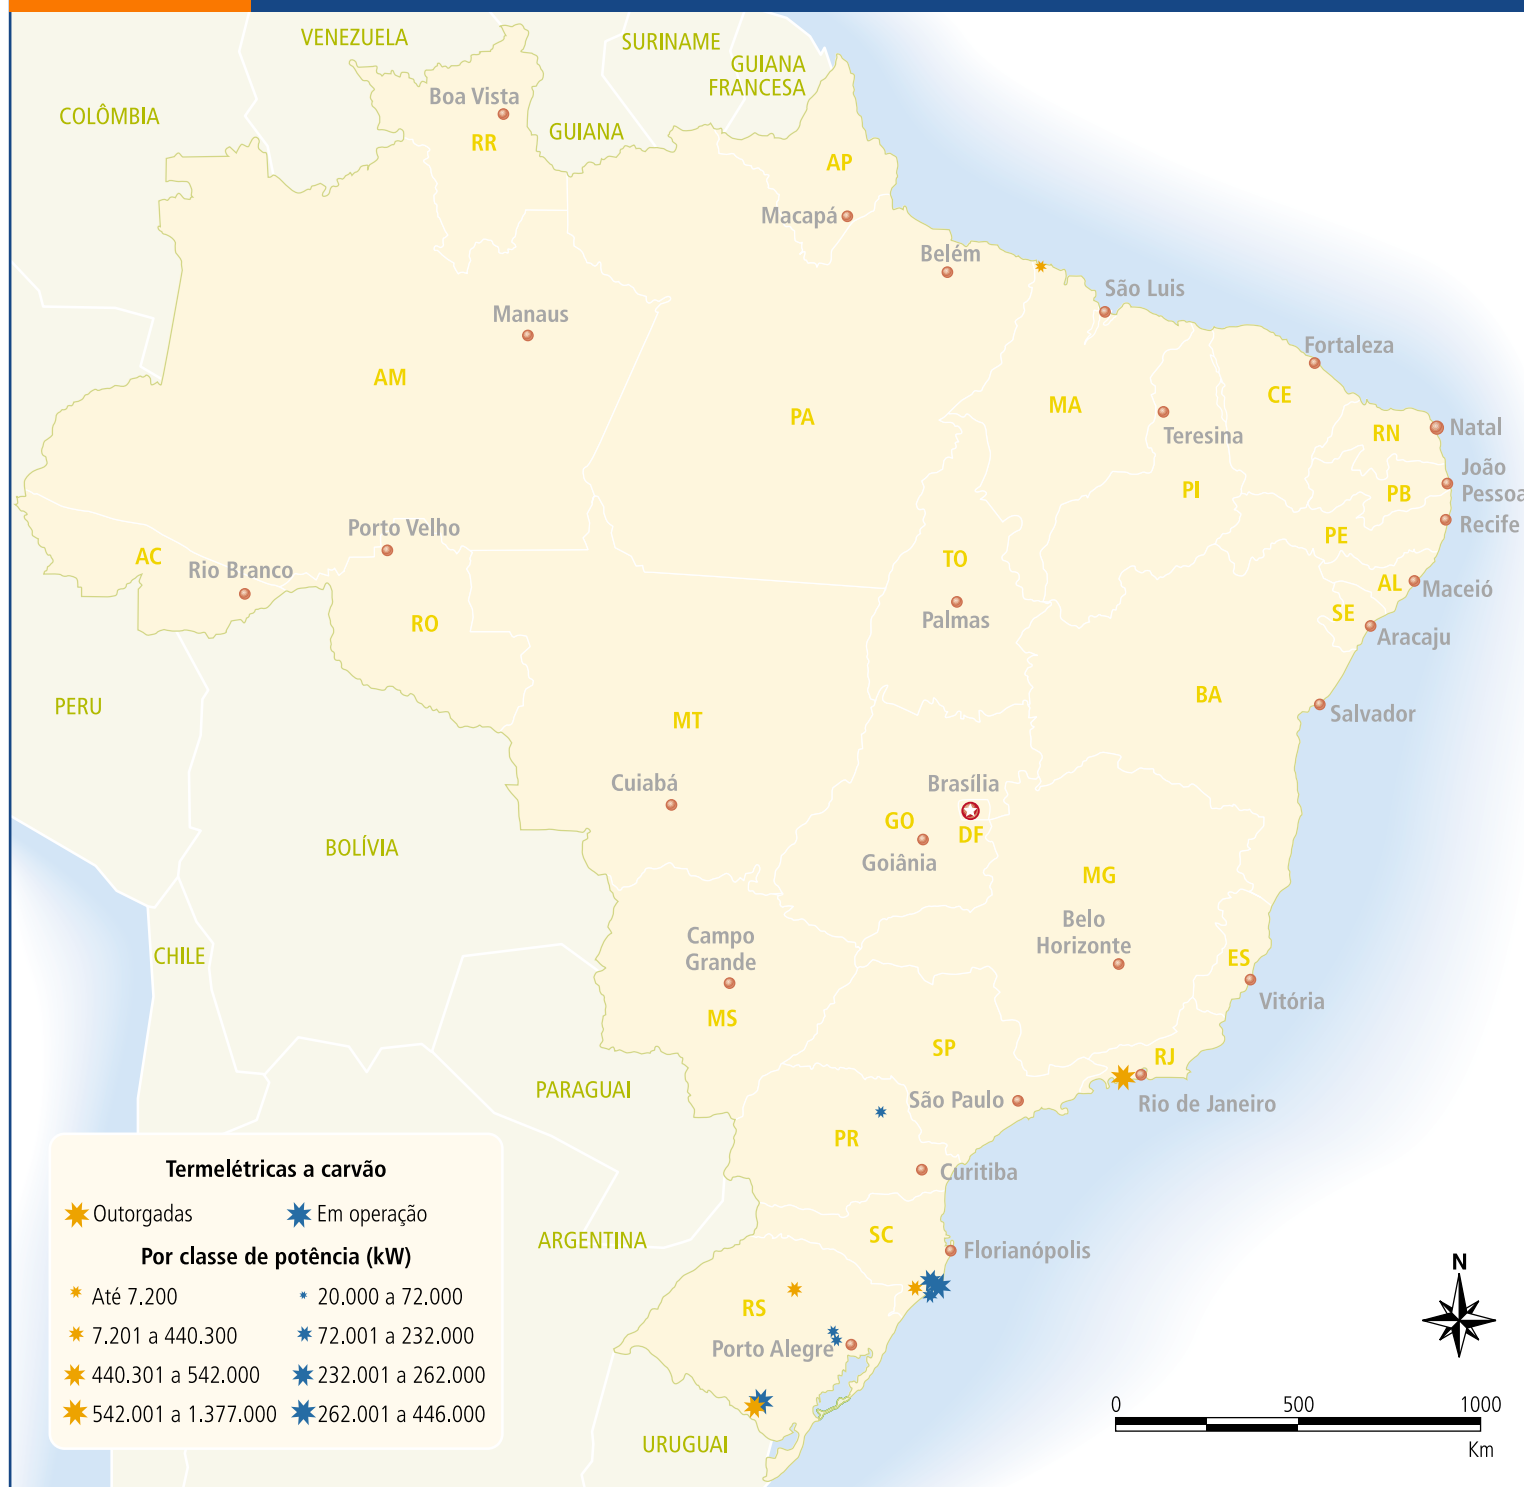 VENEZUELA
SURINAME
GUIANA
FRANCESA
COLÔMBIA
Boa Vista
GUIANA
RR
AP
Macapá
Belém
São Luis
Manaus
Fortaleza
AM
PA
MA
CE
Teresina
RN
Natal
João
Pessoa
PI
PB
Recife
PE
Porto Velho
AC
Rio Branco
TO
AL
Maceió
Palmas
SE
RO
Aracaju
PERU
BA
Salvador
MT
Cuiabá
Brasília
GO
DF
BOLÍVIA
Goiânia
MG
Belo
Horizonte
Campo
Grande
CHILE
ES
Vitória
MS
SP
RJ
PARAGUAI
São Paulo
Rio de Janeiro
PR
Curitiba
SC
ARGENTINA
Florianópolis
RS
Porto Alegre
URUGUAI
Termelétricas a carvão
Outorgadas
Em operação
Por classe de potência (kW)
Até 7.200
20.000 a 72.000
7.201 a 440.300
72.001 a 232.000
440.301 a 542.000
232.001 a 262.000
542.001 a 1.377.000
262.001 a 446.000
N
0 500 1000
Km